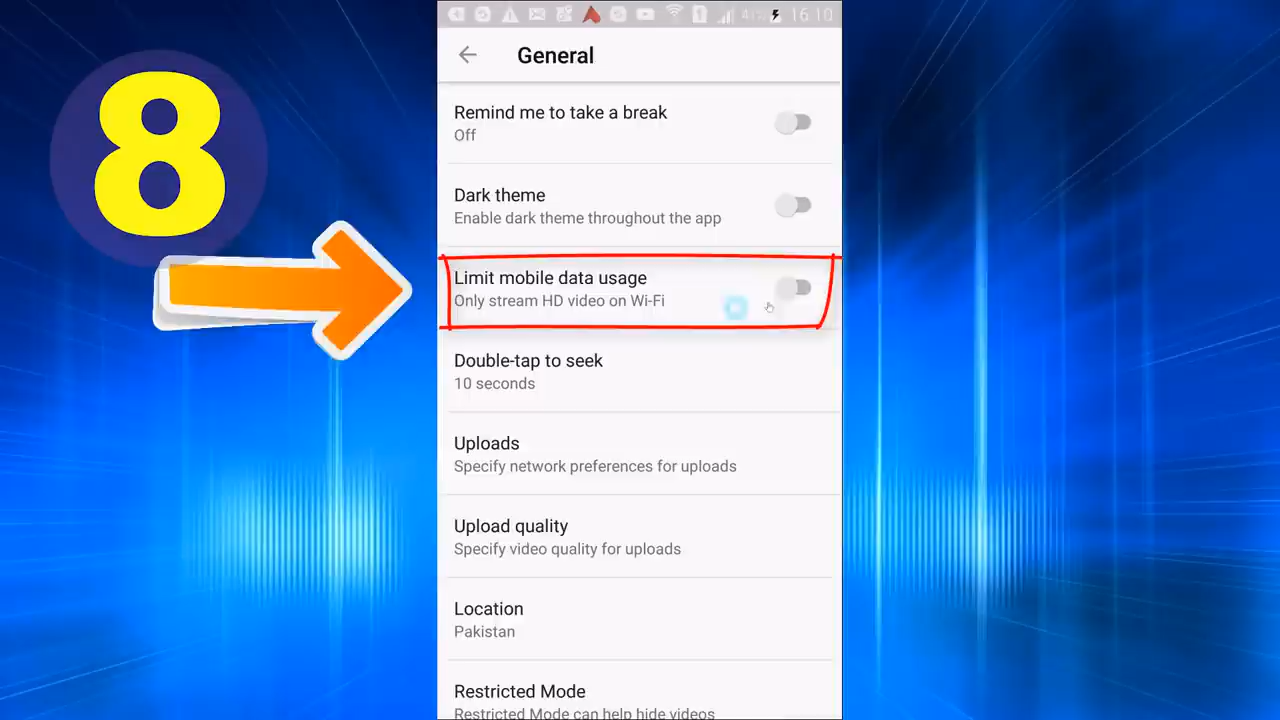 8
16:10
General
Remind me to take a break
Off
Dark theme
Enable dark theme throughout the app
Limit mobile data usage
Only stream HD video on Wi-Fi
Double-tap to seek
10 seconds
Uploads
Specify network preferences for uploads
Upload quality
Specify video quality for uploads
Location
Pakistan
Restricted Mode
Restricted Mode can help hide videos